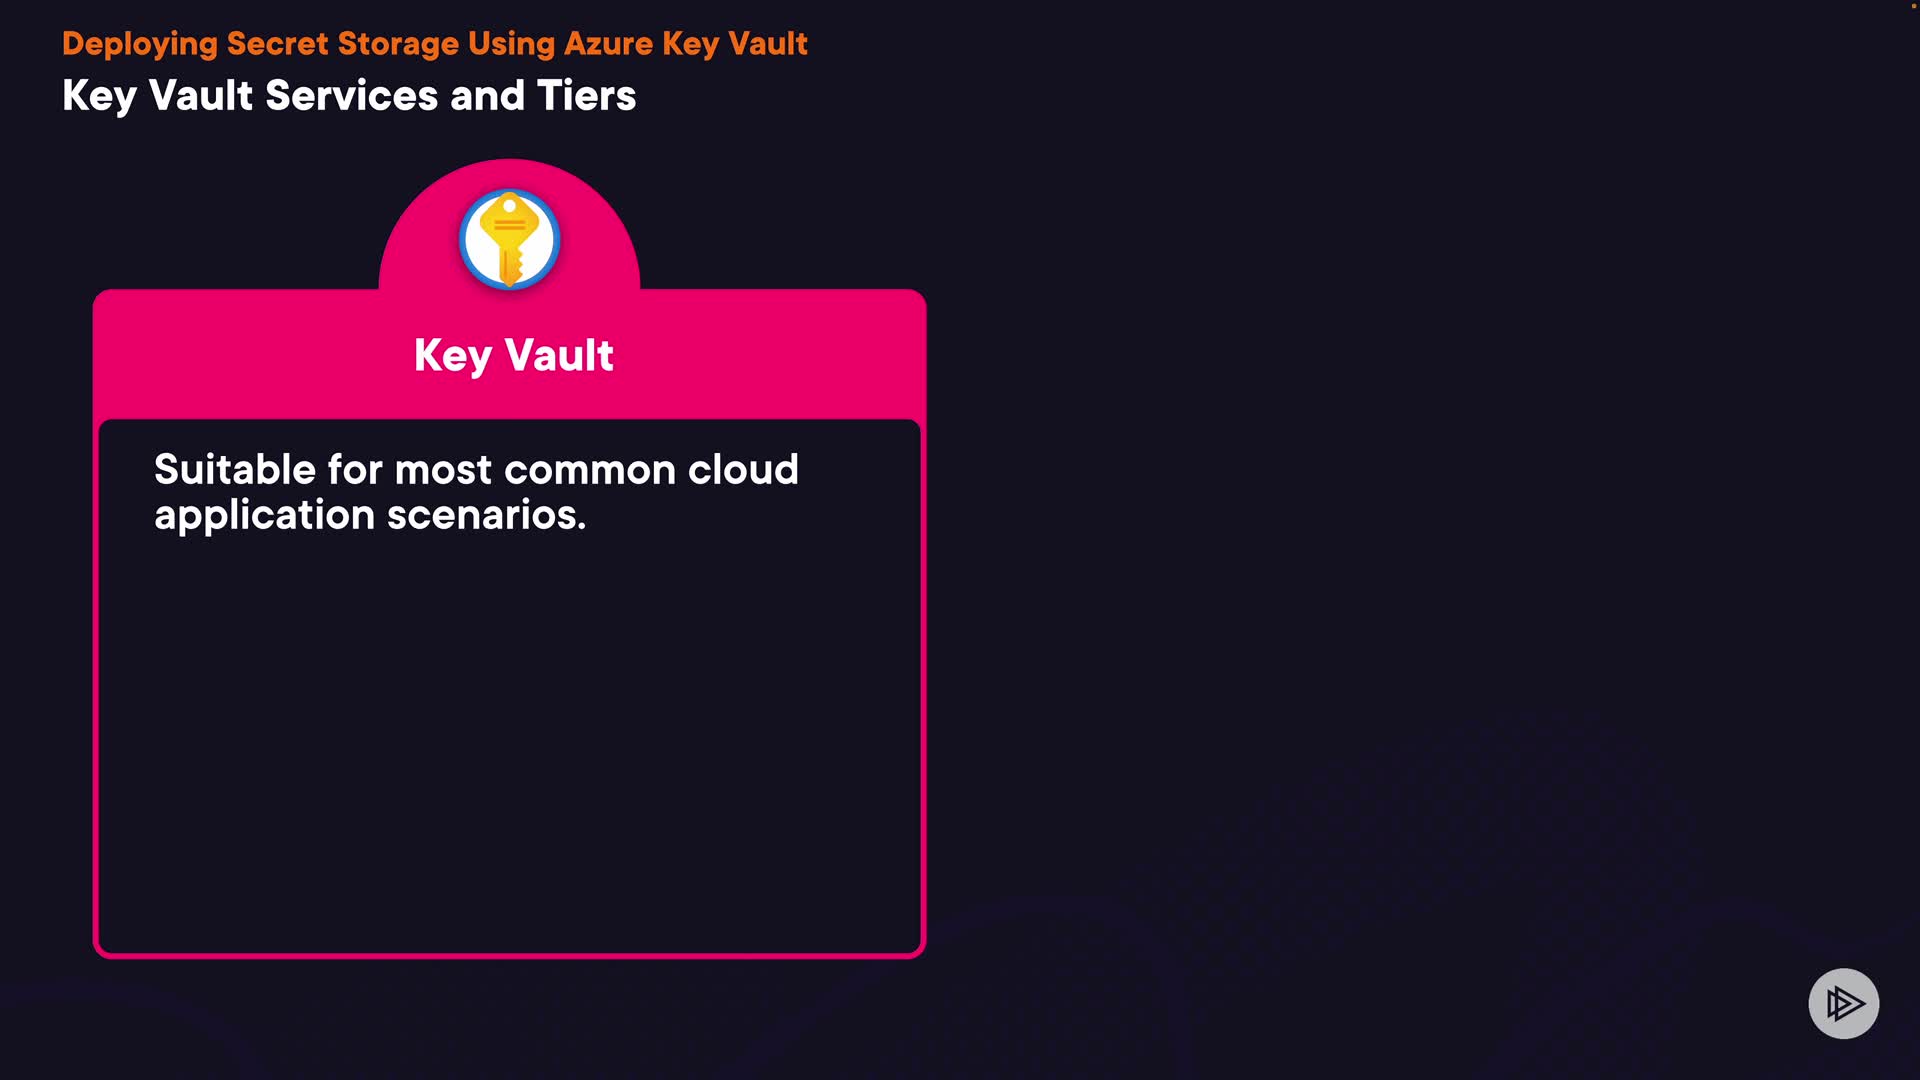 Deploying Secret Storage Using Azure Key Vault
Key Vault Services and Tiers
Key Vault
Suitable for most common cloud
application scenarios.